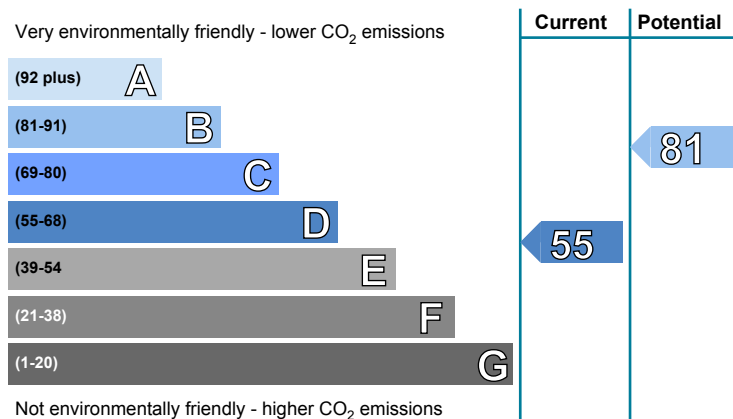 Very environmentally friendly - lower CO2 emissions
Current
Potential
(92 plus) A
(81-91) B
(69-80) C
(55-68) D
(39-54 E
(21-38) F
(1-20) G
81
55
Not environmentally friendly - higher CO2 emissions